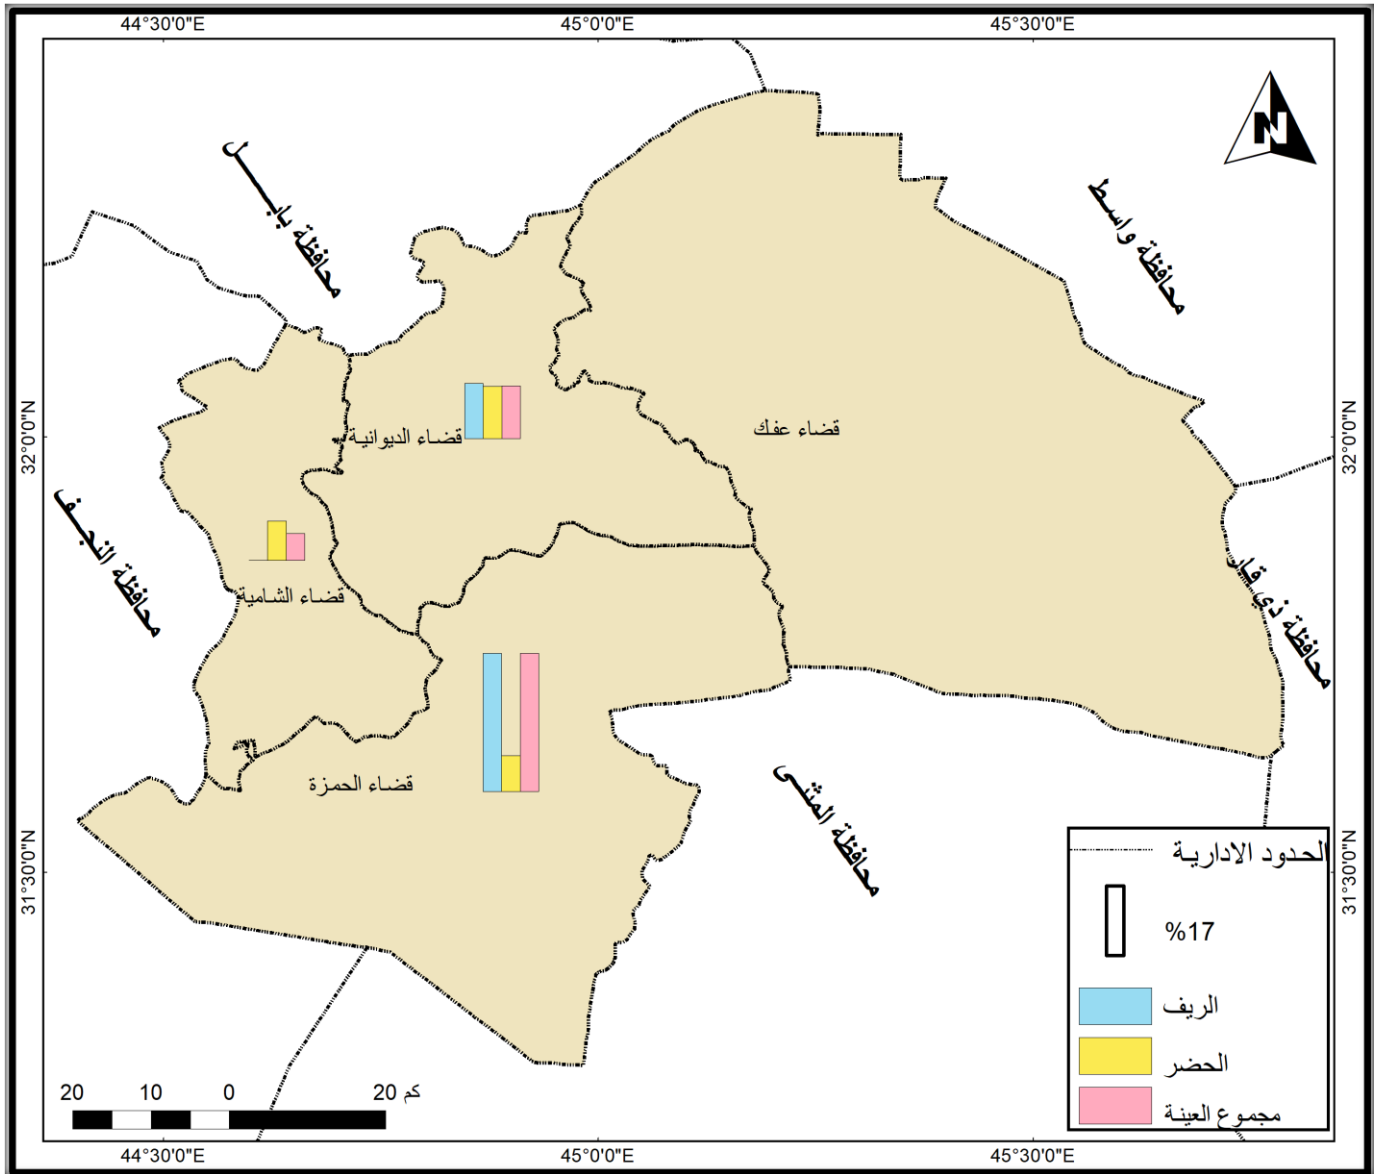 44°30'0"E
45°0'0"E
45°30'0"E
N
محافظة بابـــــل
محافظة واسط
32°0'0"N
32°0'0"N
قضاء عفك
قضاء الديوانية
محافظة النجــف
محافظة ذي قار
قضاء الشامية
قضاء الحمزة
محافظة المثنــى
31°30'0"N
31°30'0"N
الحدود الادارية
%17
الريف
الحضر
مجموع العينة
20 10 0 20 كم
44°30'0"E
45°0'0"E
45°30'0"E